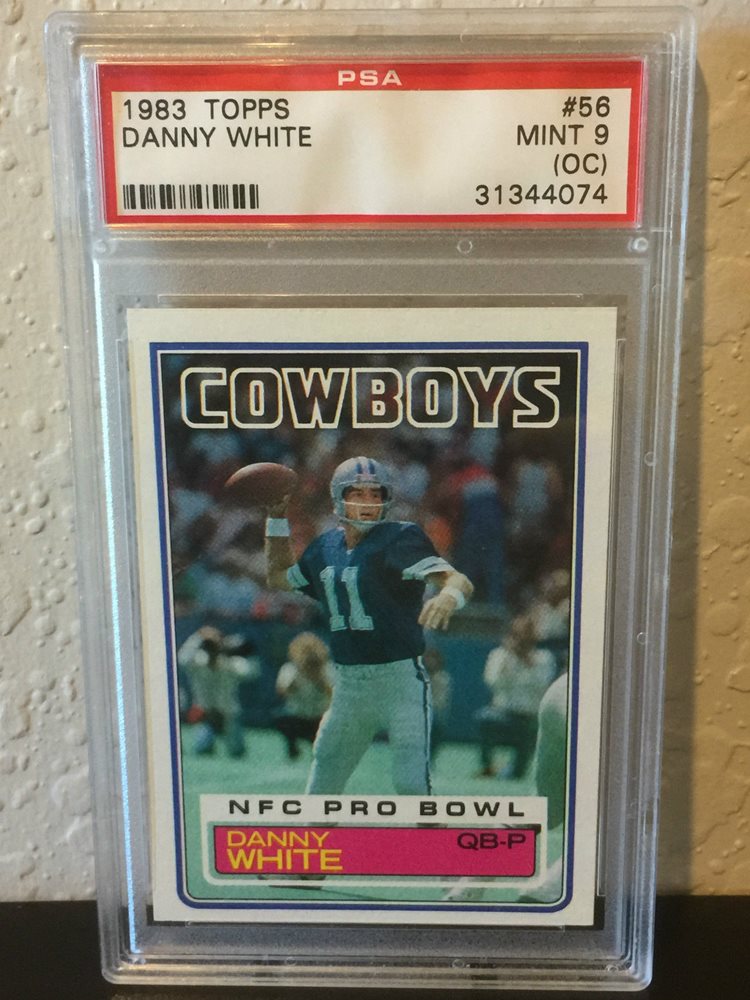 PSA
1983 TOPPS #56
DANNY WHITE MINT 9
(OC)
31344074
COWBOYS
11
NFC PRO BOWL
DANNY QB-P
WHITE